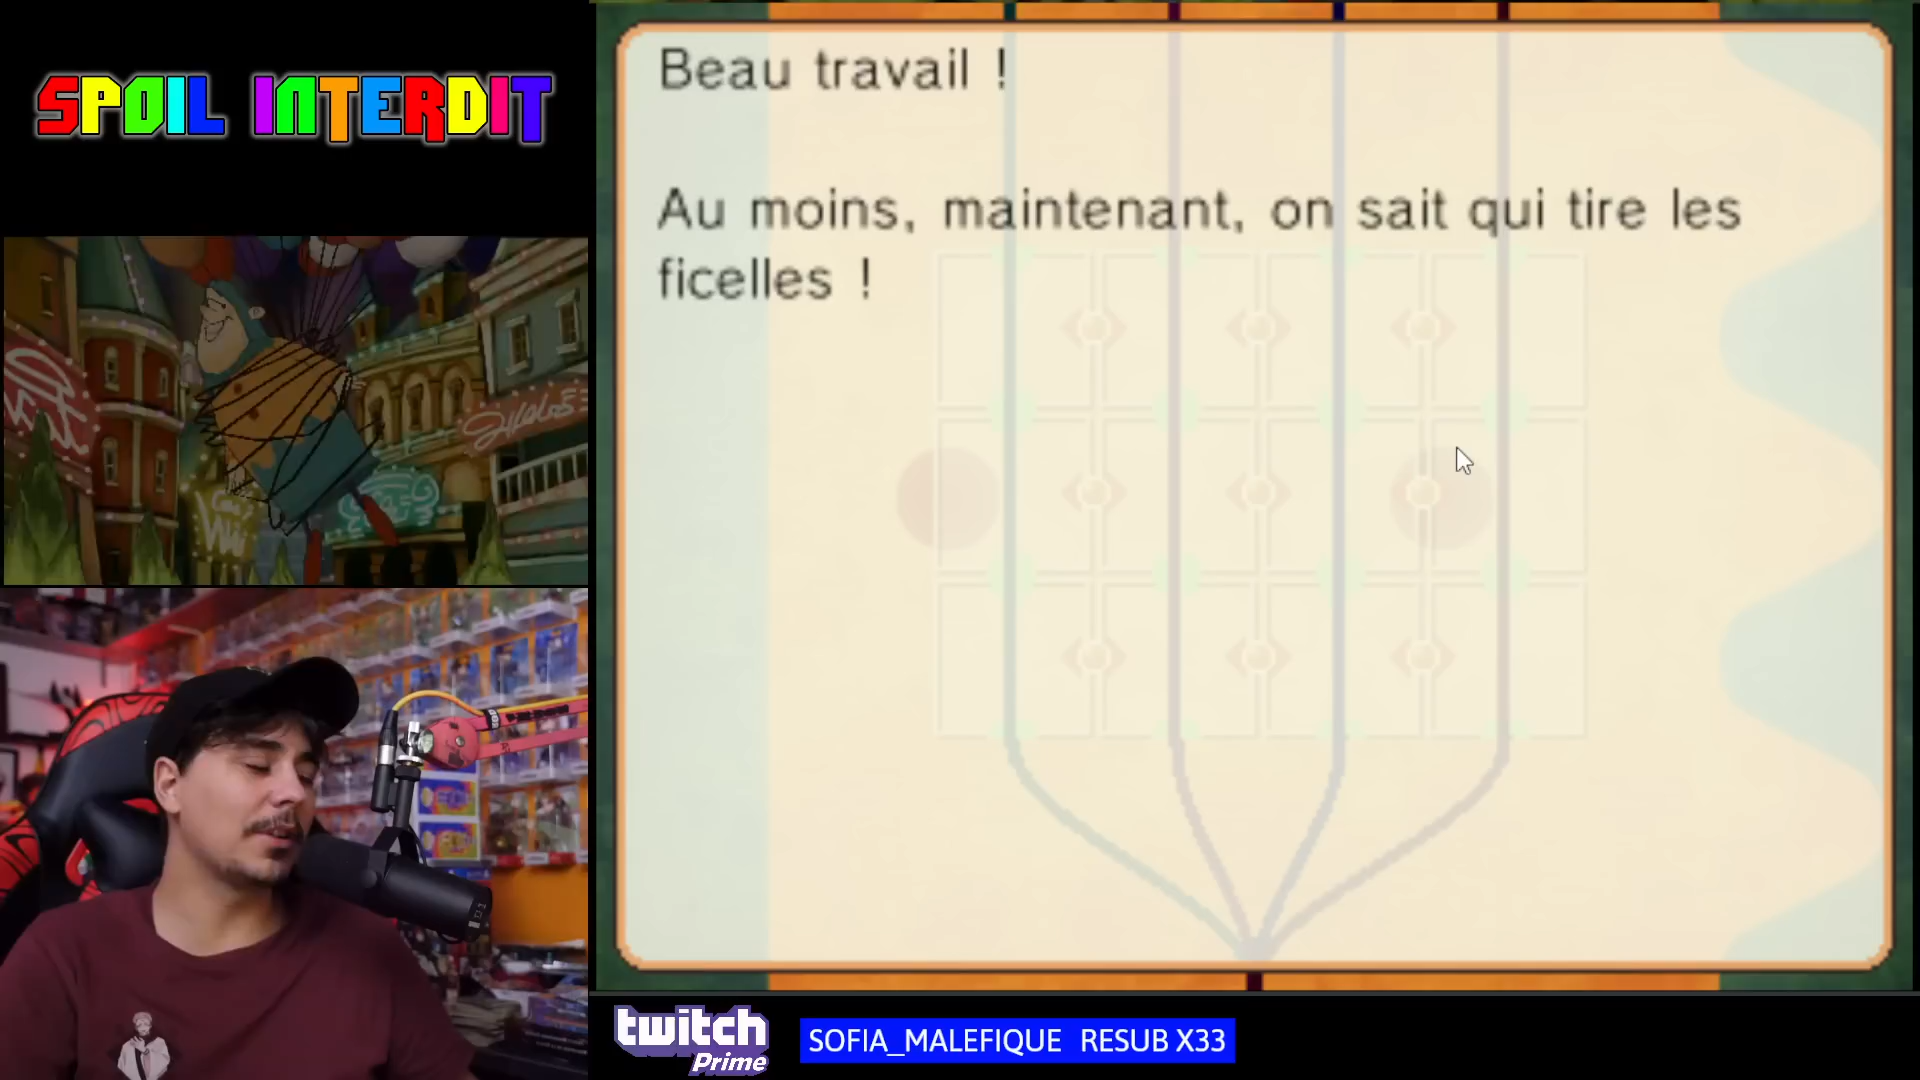 SPOIL INTERDIT
Beau travail !
Au moins, maintenant, on sait qui tire les
ficelles !
twitch
Prime
SOFIA_MALEFIQUE RESUB X33